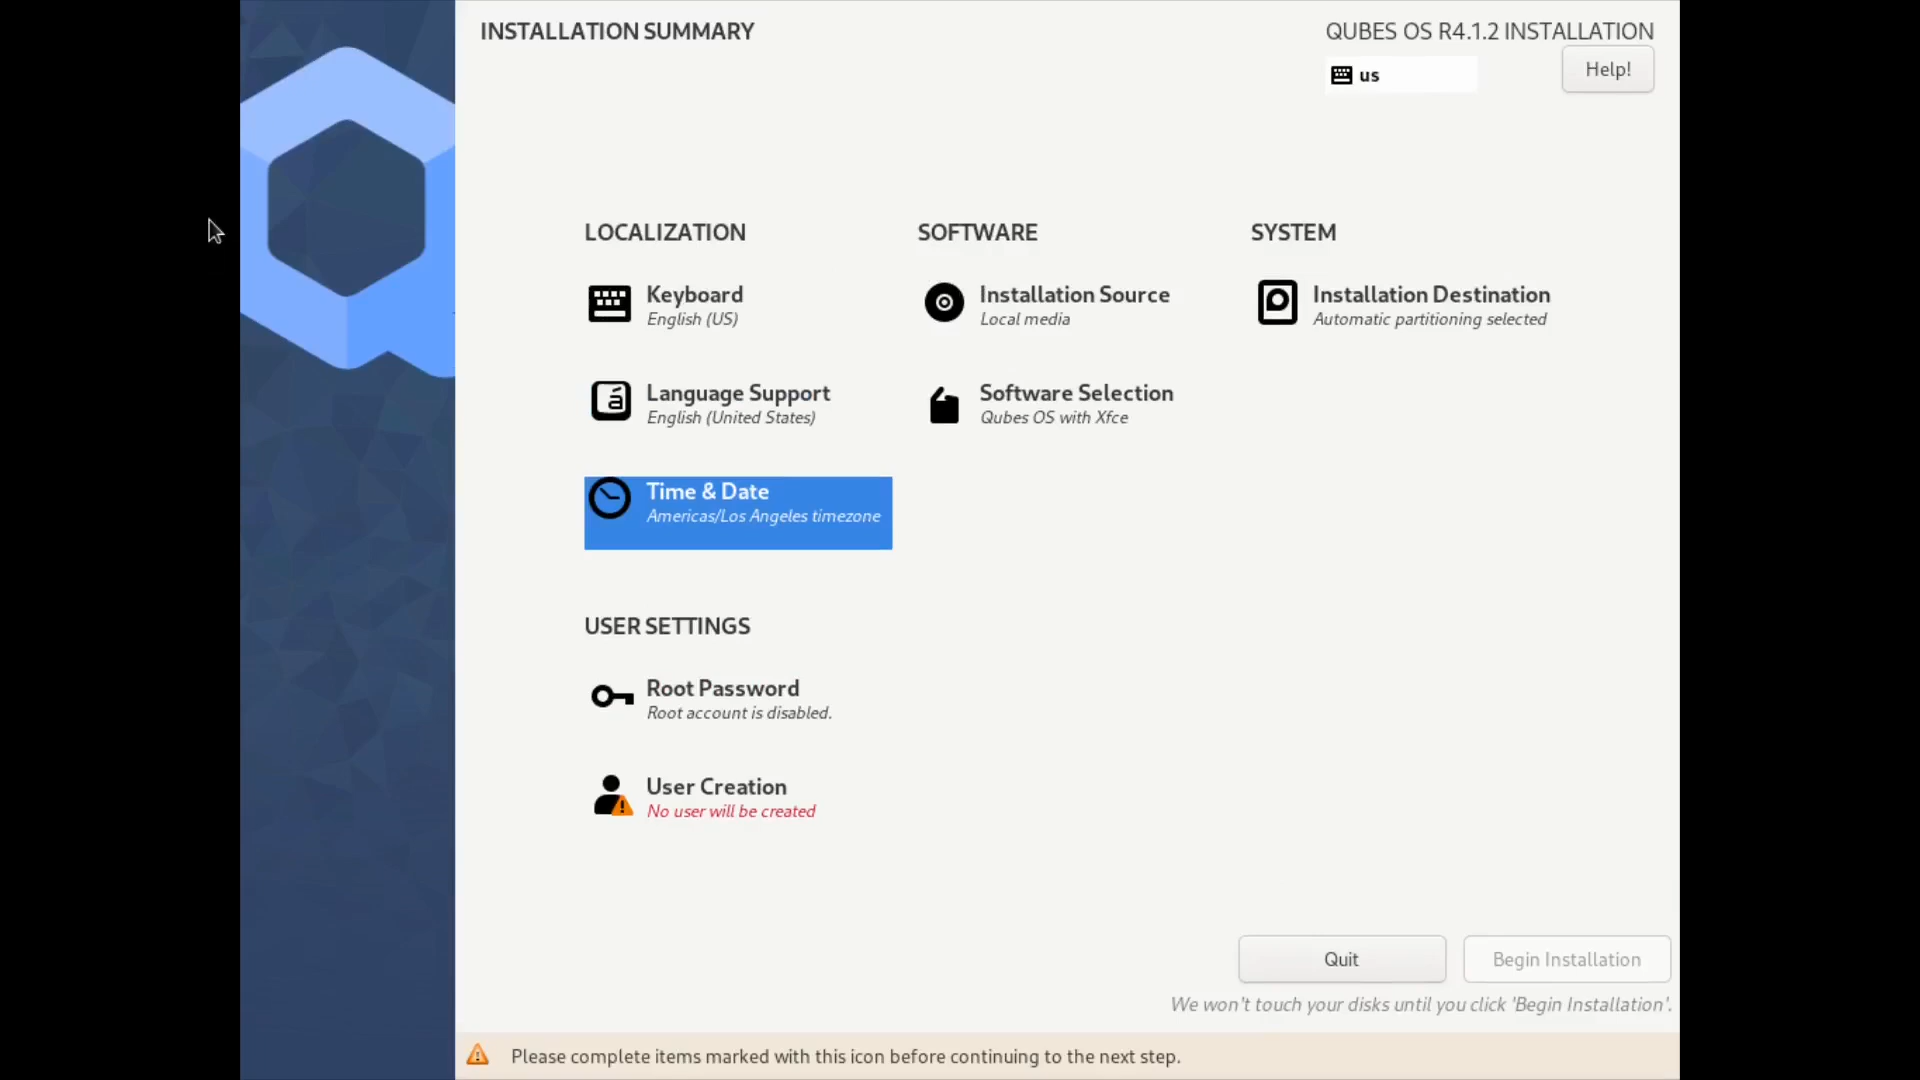 INSTALLATION SUMMARY
QUBES OS R4.1.2 INSTALLATION
us
Help!
LOCALIZATION
Keyboard
English (US)
Language Support
English (United States)
Time & Date
Americas/Los Angeles timezone
SOFTWARE
Installation Source
Local media
Software Selection
Qubes OS with Xfce
SYSTEM
Installation Destination
Automatic partitioning selected
USER SETTINGS
Root Password
Root account is disabled.
User Creation
No user will be created
Quit
Begin Installation
We won't touch your disks until you click 'Begin Installation'.
Please complete items marked with this icon before continuing to the next step.